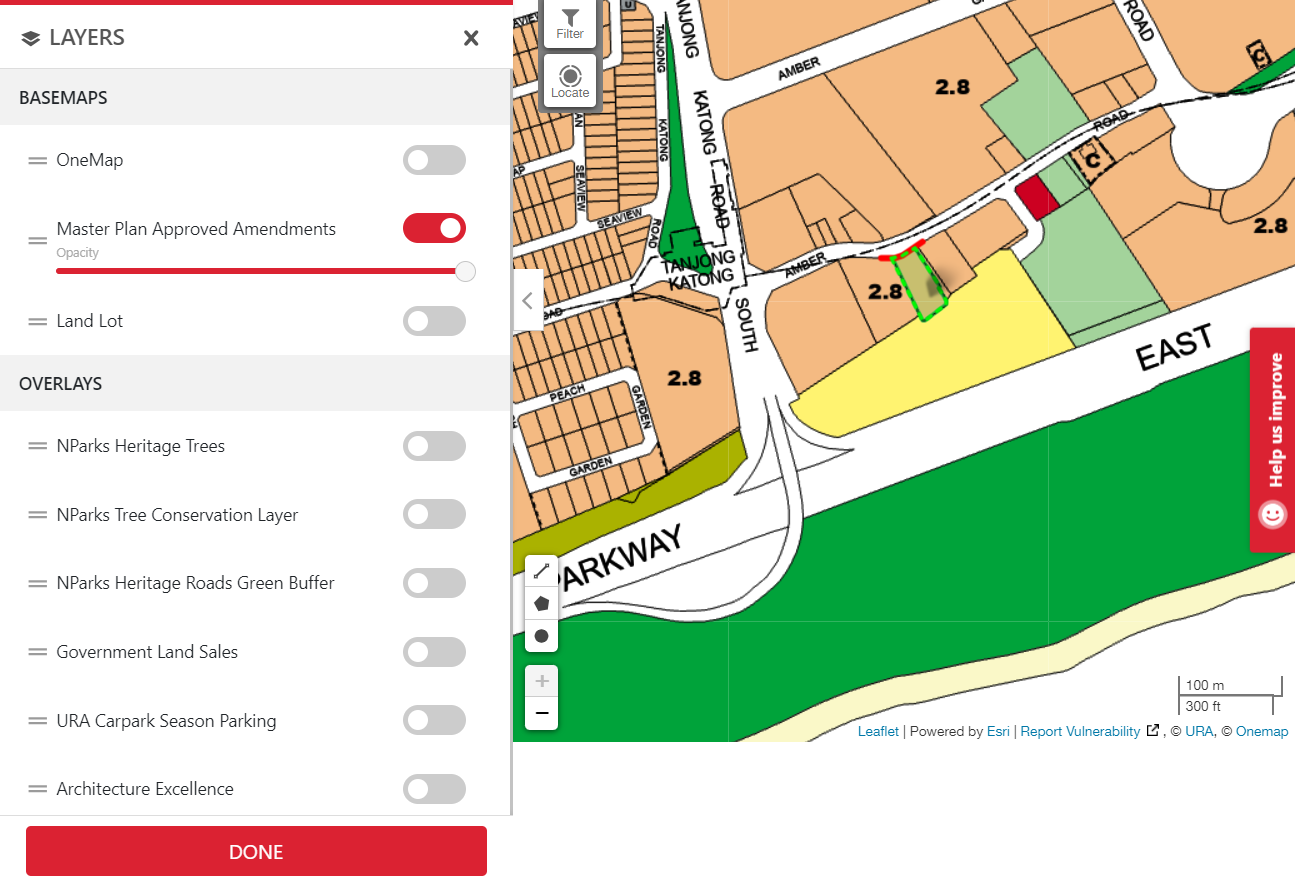 LAYERS
BASEMAPS
OneMap
Master Plan Approved Amendments
Opacity
Land Lot
OVERLAYS
NParks Heritage Trees
NParks Tree Conservation Layer
NParks Heritage Roads Green Buffer
Government Land Sales
URA Carpark Season Parking
Architecture Excellence
DONE
Filter
Locate
TANJONG
KATONG
ROAD
SEAVIEW
SEAVIEW
TANJONG
KATONG
ROAD
SOUTH
TANJONG
KATONG
AMBER
ROAD
AMBER
ROAD
2.8
2.8
2.8
2.8
C
C
PEACH
GARDEN
GARDEN
EAST
PARKWAY
Help us improve
100 m
300 ft
Leaflet | Powered by Esri | Report Vulnerability , © URA, © Onemap